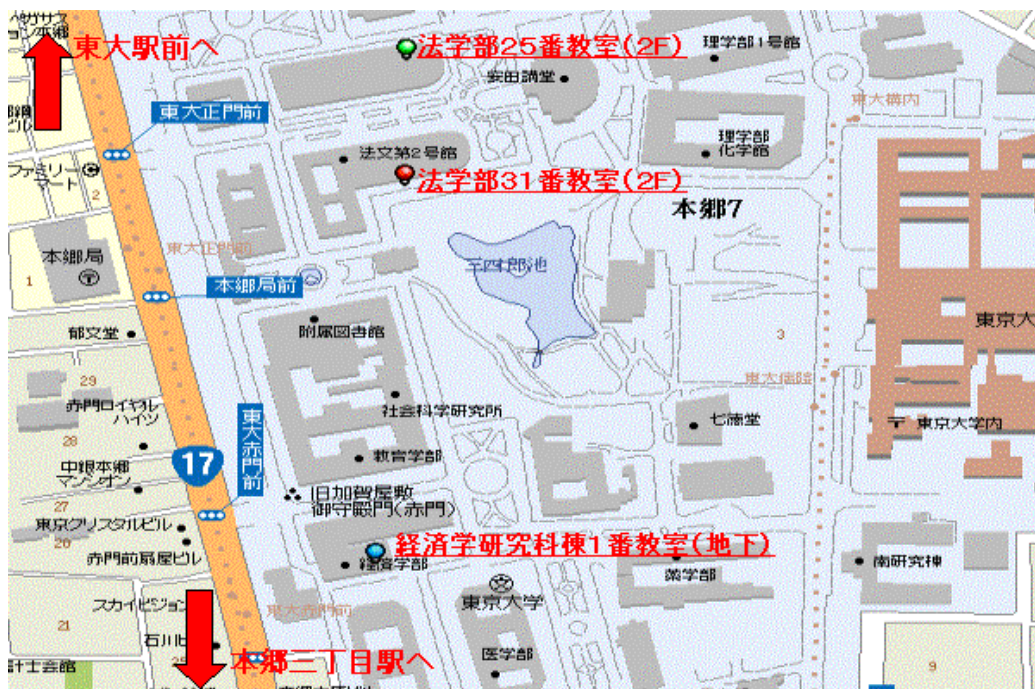 東大駅前へ
法学部25番教室(2F)
理学部1号館
安田講堂
東大正門前
東大構内
法文第2号館
理学部
化学館
ファミリー
マート
2
法学部31番教室(2F)
本郷7
東大正門前
本郷局
三四郎池
1
本郷局前
郁文堂
附属図書館
3
東京大
29
東大病院
赤門ロイヤル
ハイツ
社会科学研究所
東大赤門前
七徳堂
東京大学内
28
中銀本郷
マンション
17
教育学部
27
旧加賀屋敷
御守殿門(赤門)
東京クリスタルビル
20
赤門前扇屋ビル
経済学研究科棟1番教室(地下)
経済学部
薬学部
南研究棟
スカイビジョン
東大赤門前
東京大学
21
石川ビ
25
本郷三丁目駅へ
医学部
計士会館
9